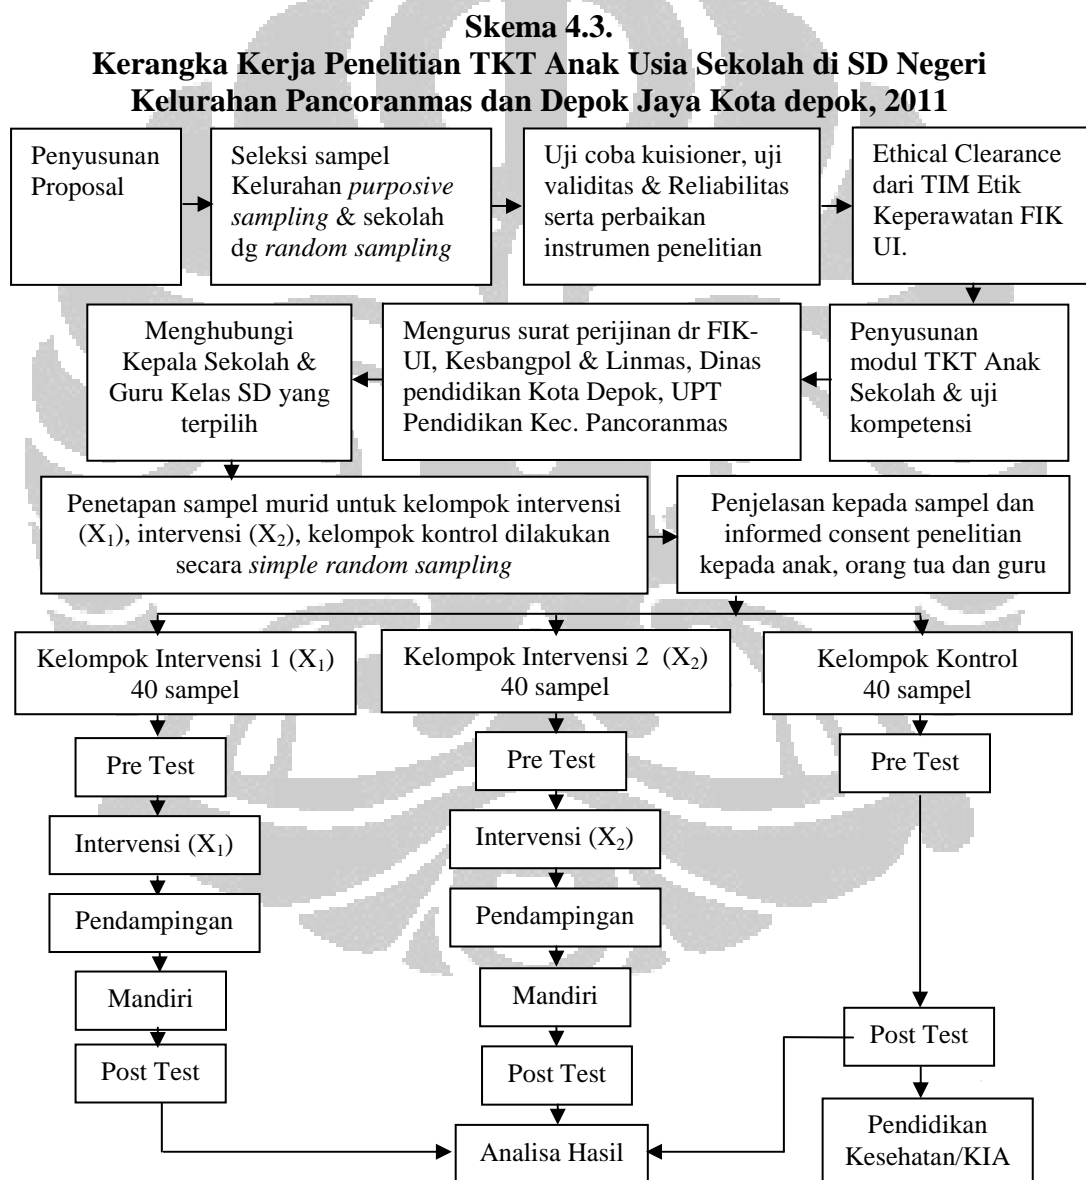 Skema 4.3.
Kerangka Kerja Penelitian TKT Anak Usia Sekolah di SD Negeri
Kelurahan Pancoranmas dan Depok Jaya Kota depok, 2011
Penyusunan
Proposal
Seleksi sampel
Kelurahan purposive
sampling & sekolah
dg random sampling
Uji coba kuisioner, uji
validitas & Reliabilitas
serta perbaikan
instrumen penelitian
Ethical Clearance
dari TIM Etik
Keperawatan FIK
UI.
Penyusunan
modul TKT Anak
Sekolah & uji
kompetensi
Mengurus surat perijinan dr FIK-
UI, Kesbangpol & Linmas, Dinas
pendidikan Kota Depok, UPT
Pendidikan Kec. Pancoranmas
Menghubungi
Kepala Sekolah &
Guru Kelas SD yang
terpilih
Penetapan sampel murid untuk kelompok intervensi
(X₁), intervensi (X₂), kelompok kontrol dilakukan
secara simple random sampling
Penjelasan kepada sampel dan
informed consent penelitian
kepada anak, orang tua dan guru
Kelompok Intervensi 1 (X₁)
40 sampel
Kelompok Intervensi 2 (X₂)
40 sampel
Kelompok Kontrol
40 sampel
Pre Test
Pre Test
Pre Test
Intervensi (X₁)
Intervensi (X₂)
Pendampingan
Pendampingan
Mandiri
Mandiri
Post Test
Post Test
Post Test
Analisa Hasil
Pendidikan
Kesehatan/KIA